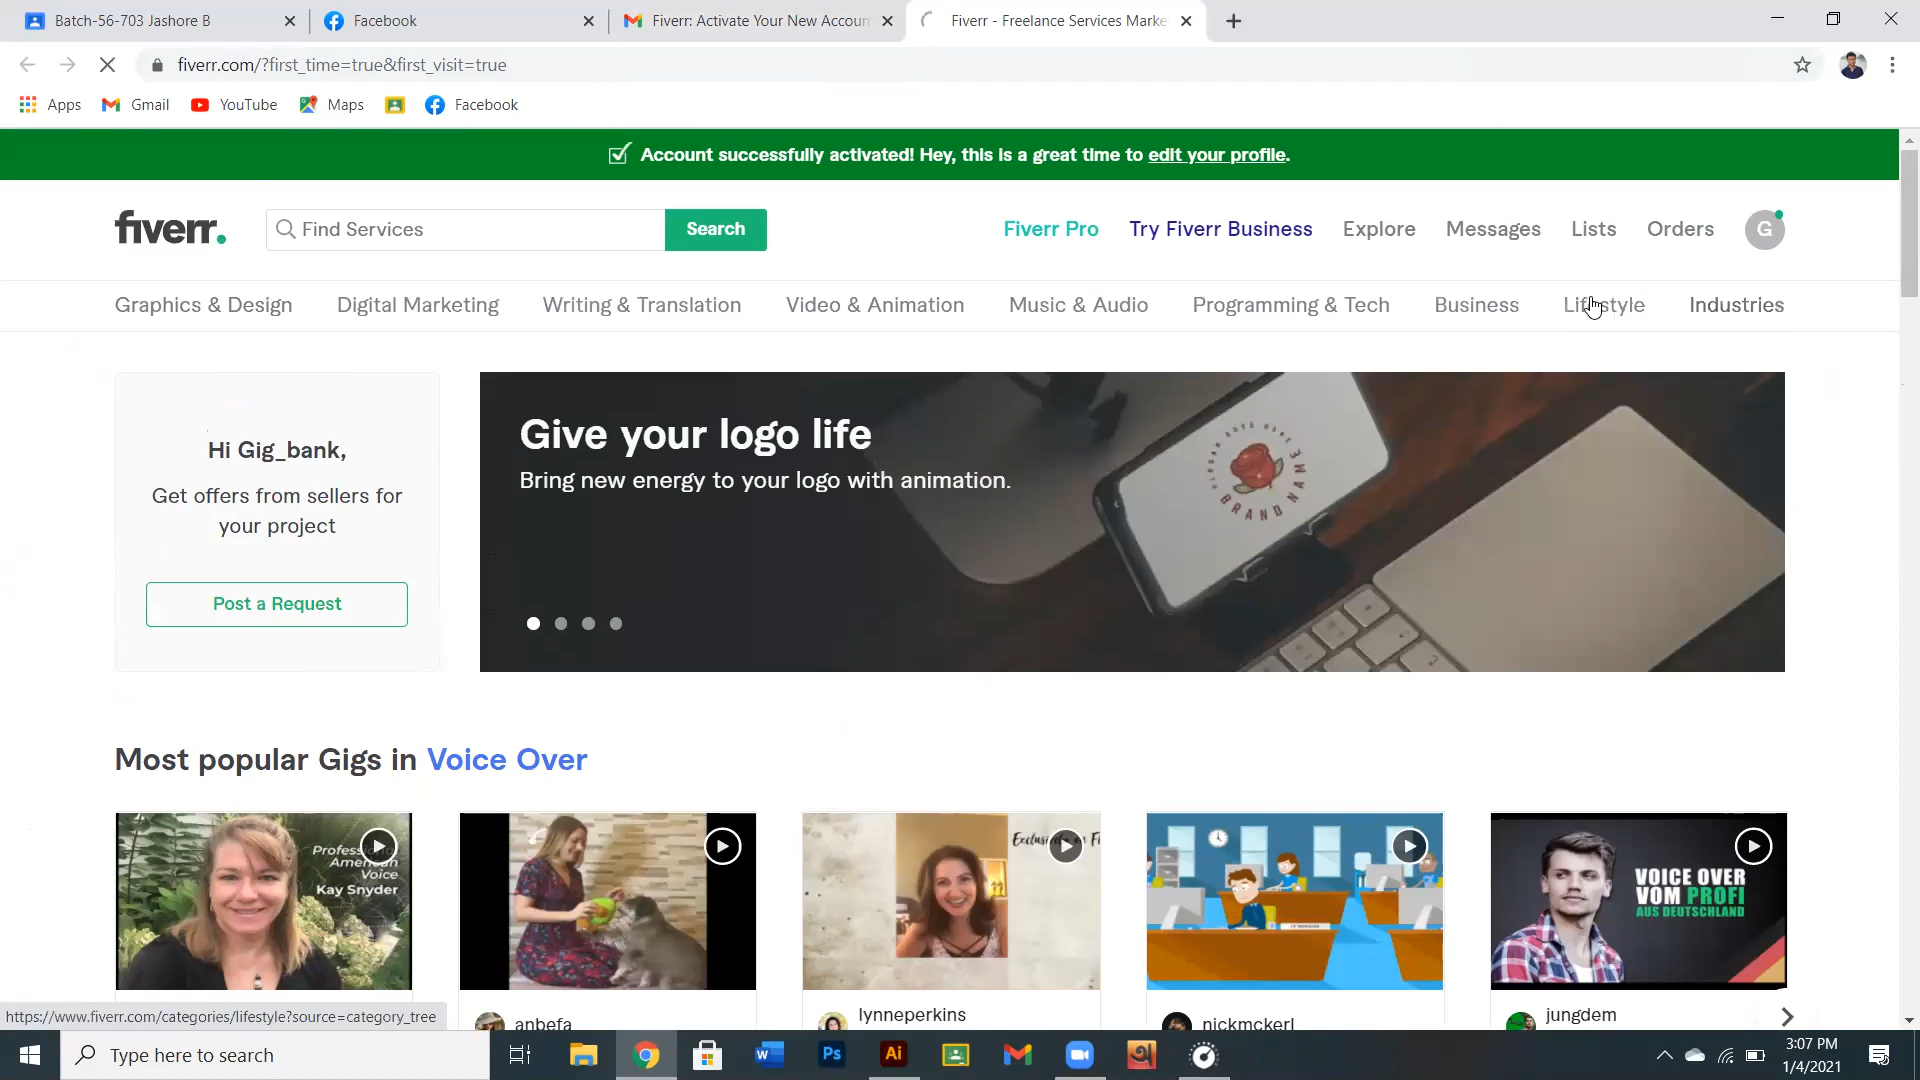 Batch-56-703 Jashore B
Facebook
Fiverr: Activate Your New Accoun
Fiverr - Freelance Services Marke
fiverr.com/?first_time=true&first_visit=true
Apps
Gmail
YouTube
Maps
Facebook
Account successfully activated! Hey, this is a great time to edit your profile.
fiverr.
Find Services
Search
Fiverr Pro
Try Fiverr Business
Explore
Messages
Lists
Orders
G
Graphics & Design
Digital Marketing
Writing & Translation
Video & Animation
Music & Audio
Programming & Tech
Business
Lifestyle
Industries
Hi Gig_bank,
Get offers from sellers for
your project
Post a Request
Give your logo life
Bring new energy to your logo with animation.
BRAND NAME
Most popular Gigs in Voice Over
American
Voice
Kay Snyder
VOICE OVER
VOM PROFI
AUS DEUTSCHLAND
https://www.fiverr.com/categories/lifestyle?source=category_tree
anbefa
lynneperkins
nickmckerl
jungdem
Type here to search
W
Ps
Ai
3:07 PM
1/4/2021